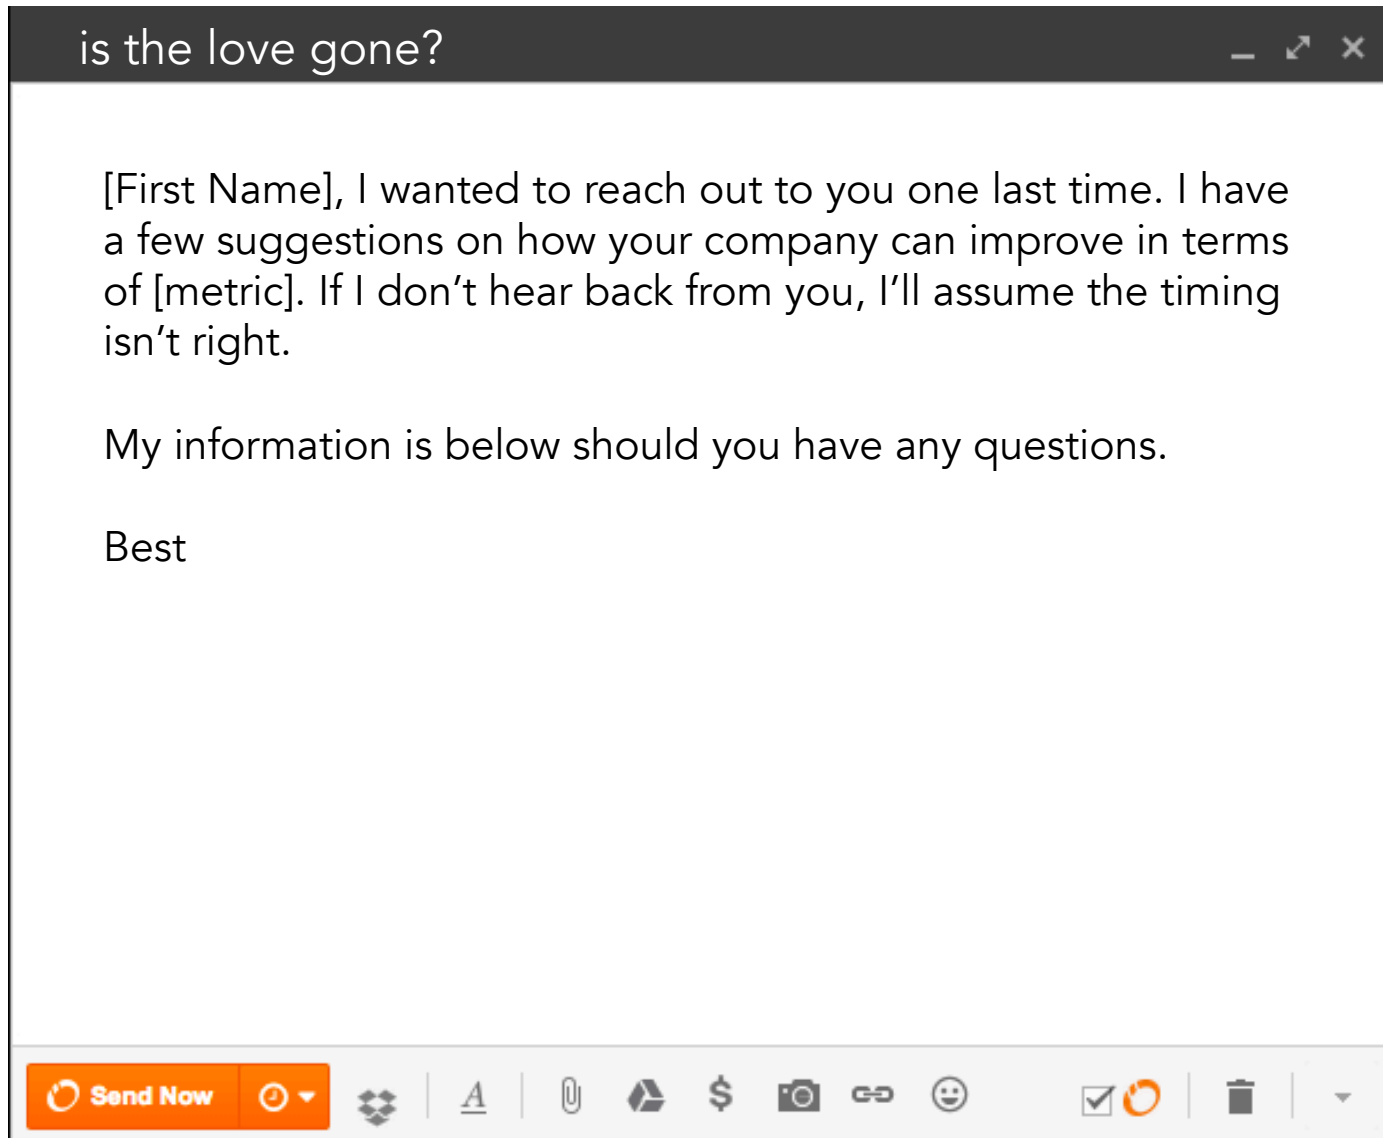 is the love gone?
[First Name], I wanted to reach out to you one last time. I have
a few suggestions on how your company can improve in terms
of [metric]. If I don’t hear back from you, I’ll assume the timing
isn’t right.
My information is below should you have any questions.
Best
Send Now
A
$